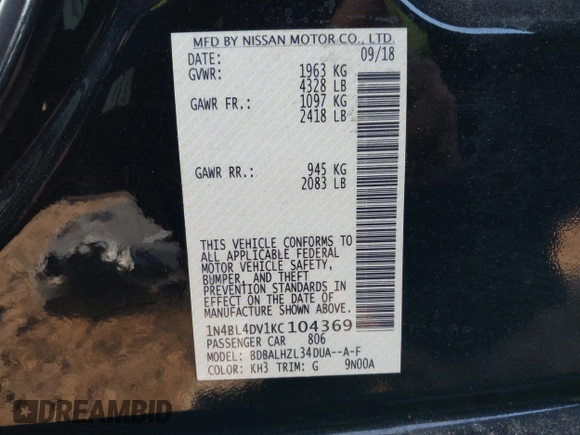 MFD BY NISSAN MOTOR CO., LTD.
DATE: 09/18
GVWR: 1963 KG
4328 LB
GAWR FR.: 1097 KG
2418 LB
GAWR RR.: 945 KG
2083 LB
THIS VEHICLE CONFORMS TO
ALL APPLICABLE FEDERAL
MOTOR VEHICLE SAFETY,
BUMPER, AND THEFT
PREVENTION STANDARDS IN
EFFECT ON THE DATE OF
MANUFACTURE SHOWN ABOVE.
1N4BL4DV1KC104369
PASSENGER CAR 806
MODEL: BDBALHZL34DUA--A-F
COLOR: KH3 TRIM: G 9N00A
DREAMBID